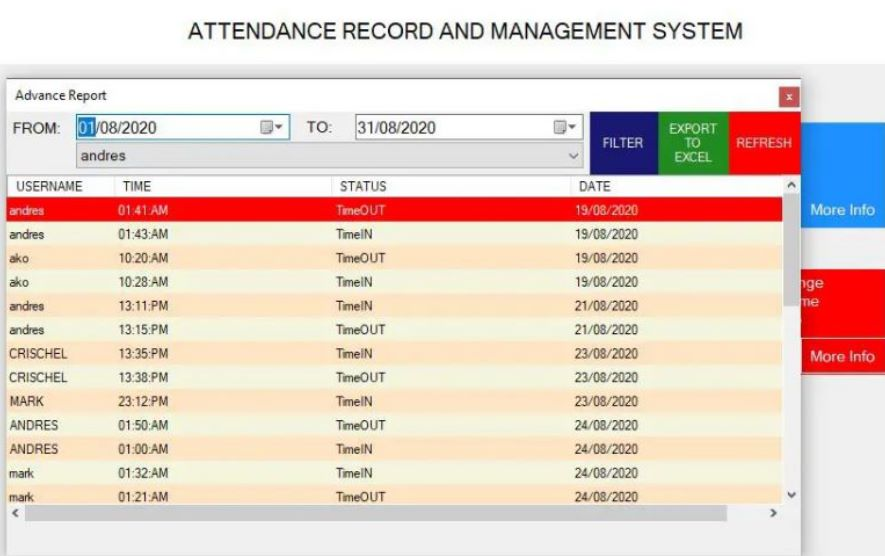 ATTENDANCE RECORD AND MANAGEMENT SYSTEM
Advance Report
x
FROM: 01/08/2020 TO: 31/08/2020
andres
FILTER
EXPORT
TO
EXCEL
REFRESH
USERNAME TIME STATUS DATE
andres 01:41:AM TimeOUT 19/08/2020
andres 01:43:AM TimeIN 19/08/2020
ako 10:20:AM TimeOUT 19/08/2020
ako 10:28:AM TimeIN 19/08/2020
andres 13:11:PM TimeIN 21/08/2020
andres 13:15:PM TimeOUT 21/08/2020
CRISCHEL 13:35:PM TimeIN 23/08/2020
CRISCHEL 13:38:PM TimeOUT 23/08/2020
MARK 23:12:PM TimeIN 23/08/2020
ANDRES 01:50:AM TimeOUT 24/08/2020
ANDRES 01:00:AM TimeIN 24/08/2020
mark 01:32:AM TimeIN 24/08/2020
mark 01:21:AM TimeOUT 24/08/2020
More Info
nge
me
More Info